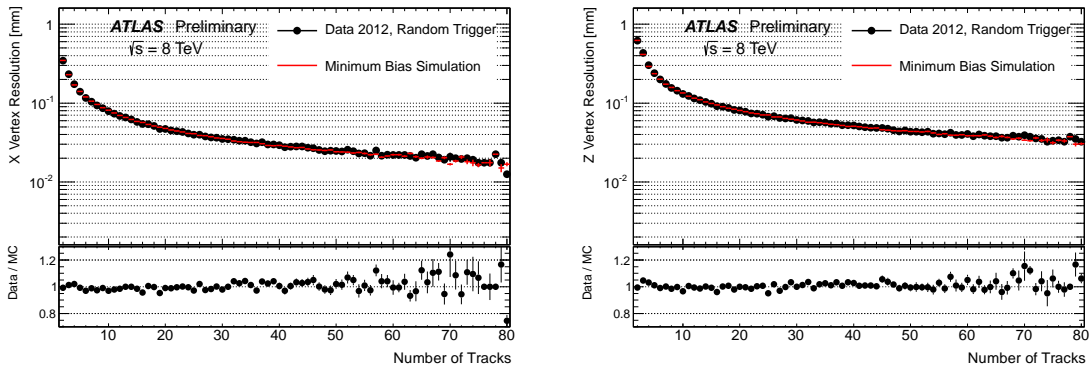 X Vertex Resolution [mm]
1
10⁻¹
10⁻²
ATLAS Preliminary
√s = 8 TeV
Data 2012, Random Trigger
Minimum Bias Simulation
Data / MC
1.2
1.0
0.8
10 20 30 40 50 60 70 80
Number of Tracks
Z Vertex Resolution [mm]
1
10⁻¹
10⁻²
ATLAS Preliminary
√s = 8 TeV
Data 2012, Random Trigger
Minimum Bias Simulation
Data / MC
1.2
1.0
0.8
10 20 30 40 50 60 70 80
Number of Tracks